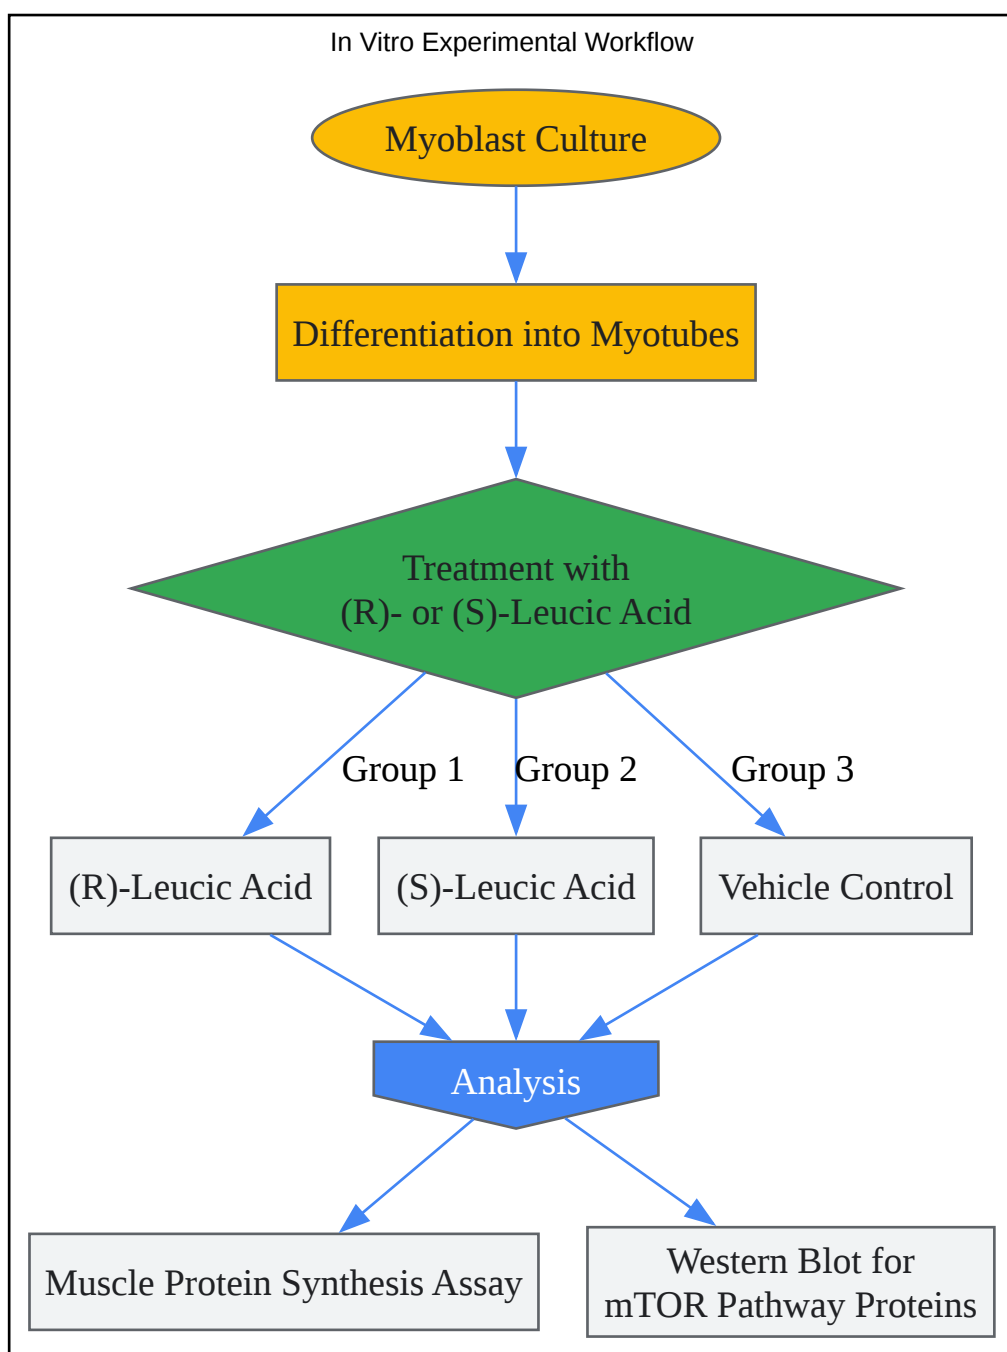 In Vitro Experimental Workflow
Myoblast Culture
Differentiation into Myotubes
Treatment with
(R)- or (S)-Leucic Acid
Group 1
Group 2
Group 3
(R)-Leucic Acid
(S)-Leucic Acid
Vehicle Control
Analysis
Muscle Protein Synthesis Assay
Western Blot for
mTOR Pathway Proteins